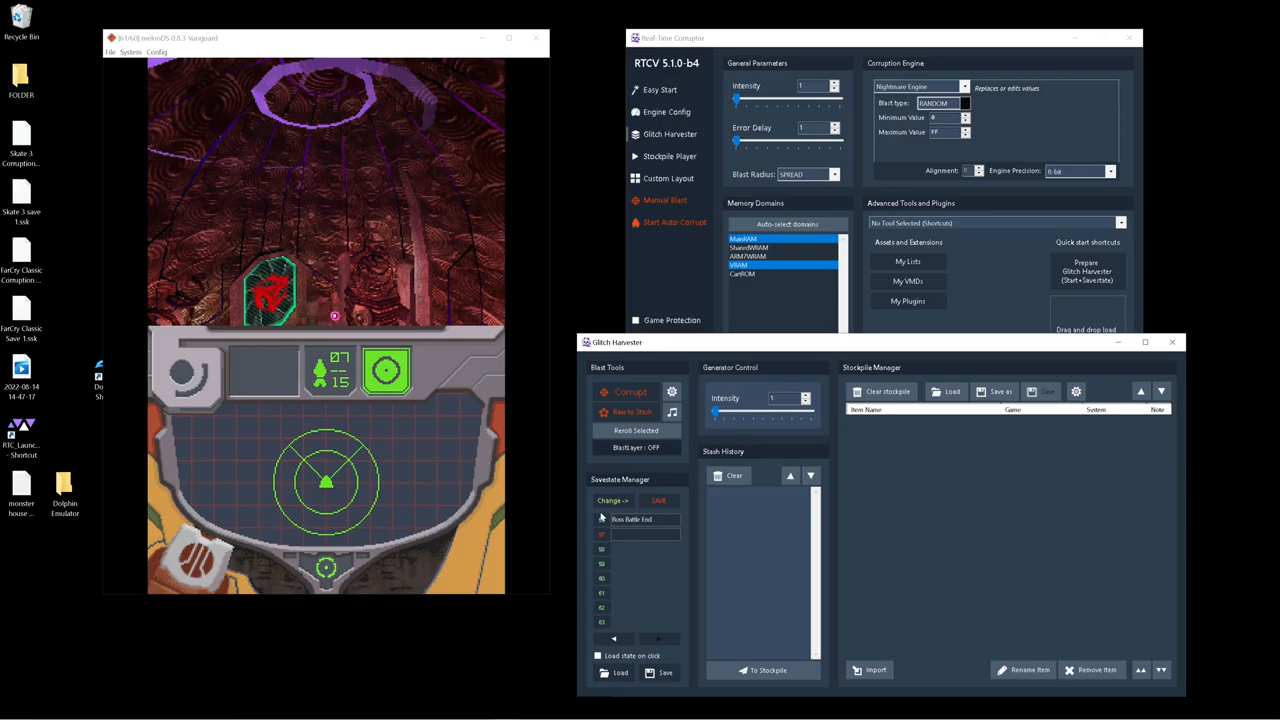 Recycle Bin
FOLDER
Skate 3
Corruption...
Skate 3 save
1.ssk
FarCry Classic
Corruption ...
FarCry Classic
Save 1.ssk
2022-08-14
14-47-17
Do
Sh
RTC_Launc...
- Shortcut
monster
house ...
Dolphin
Emulator
[61/60] melonDS 0.8.3-Vanguard
File System Config
07
15
Real-Time Corruptor
RTCV 5.1.0-b4
Easy Start
Engine Config
Glitch Harvester
Stockpile Player
Custom Layout
Manual Blast
Start Auto-Corrupt
Game Protection
General Parameters
Intensity 1
Error Delay 1
Blast Radius: SPREAD
Memory Domains
Auto-select domains
MainRAM
SharedWRAM
ARM7WRAM
VRAM
CartROM
Corruption Engine
Nightmare Engine Replaces or edits values
Blast type: RANDOM
Minimum Value 0
Maximum Value FF
Alignment: 0 Engine Precision: 8-bit
Advanced Tools and Plugins
No Tool Selected (Shortcuts)
Assets and Extensions
My Lists
My VMDs
My Plugins
Quick start shortcuts
Prepare
Glitch Harvester
(Start+Savestate)
Drag and drop load
Glitch Harvester
Blast Tools
Corrupt
Raw to Stash
Reroll Selected
BlastLayer : OFF
Savestate Manager
Change -> SAVE
Boss Battle End
57
58
59
60
61
62
63
Load state on click
Load Save
Generator Control
Intensity 1
Stash History
Clear
To Stockpile
Stockpile Manager
Clear stockpile Load Save as Save
Item Name Game System Note
Import Rename Item Remove Item